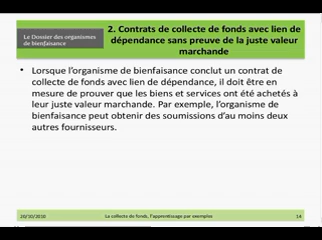 2. Contrats de collecte de fonds avec lien de
dépendance sans preuve de la juste valeur
marchande
Le Dossier des organismes
de bienfaisance
• Lorsque l'organisme de bienfaisance conclut un contrat de
collecte de fonds avec lien de dépendance, il doit être en
mesure de prouver que les biens et services ont été achetés à
leur juste valeur marchande. Par exemple, l'organisme de
bienfaisance peut obtenir des soumissions d'au moins deux
autres fournisseurs.
20/10/2010
La collecte de fonds, l'apprentissage par exemples
14